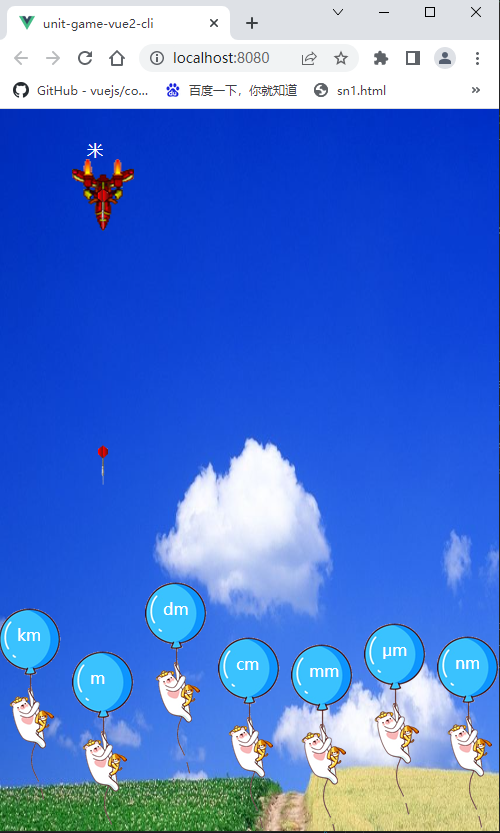 unit-game-vue2-cli
localhost:8080
GitHub - vuejs/co...
百度一下，你就知道
sn1.html
»
米
km
m
dm
cm
mm
μm
nm